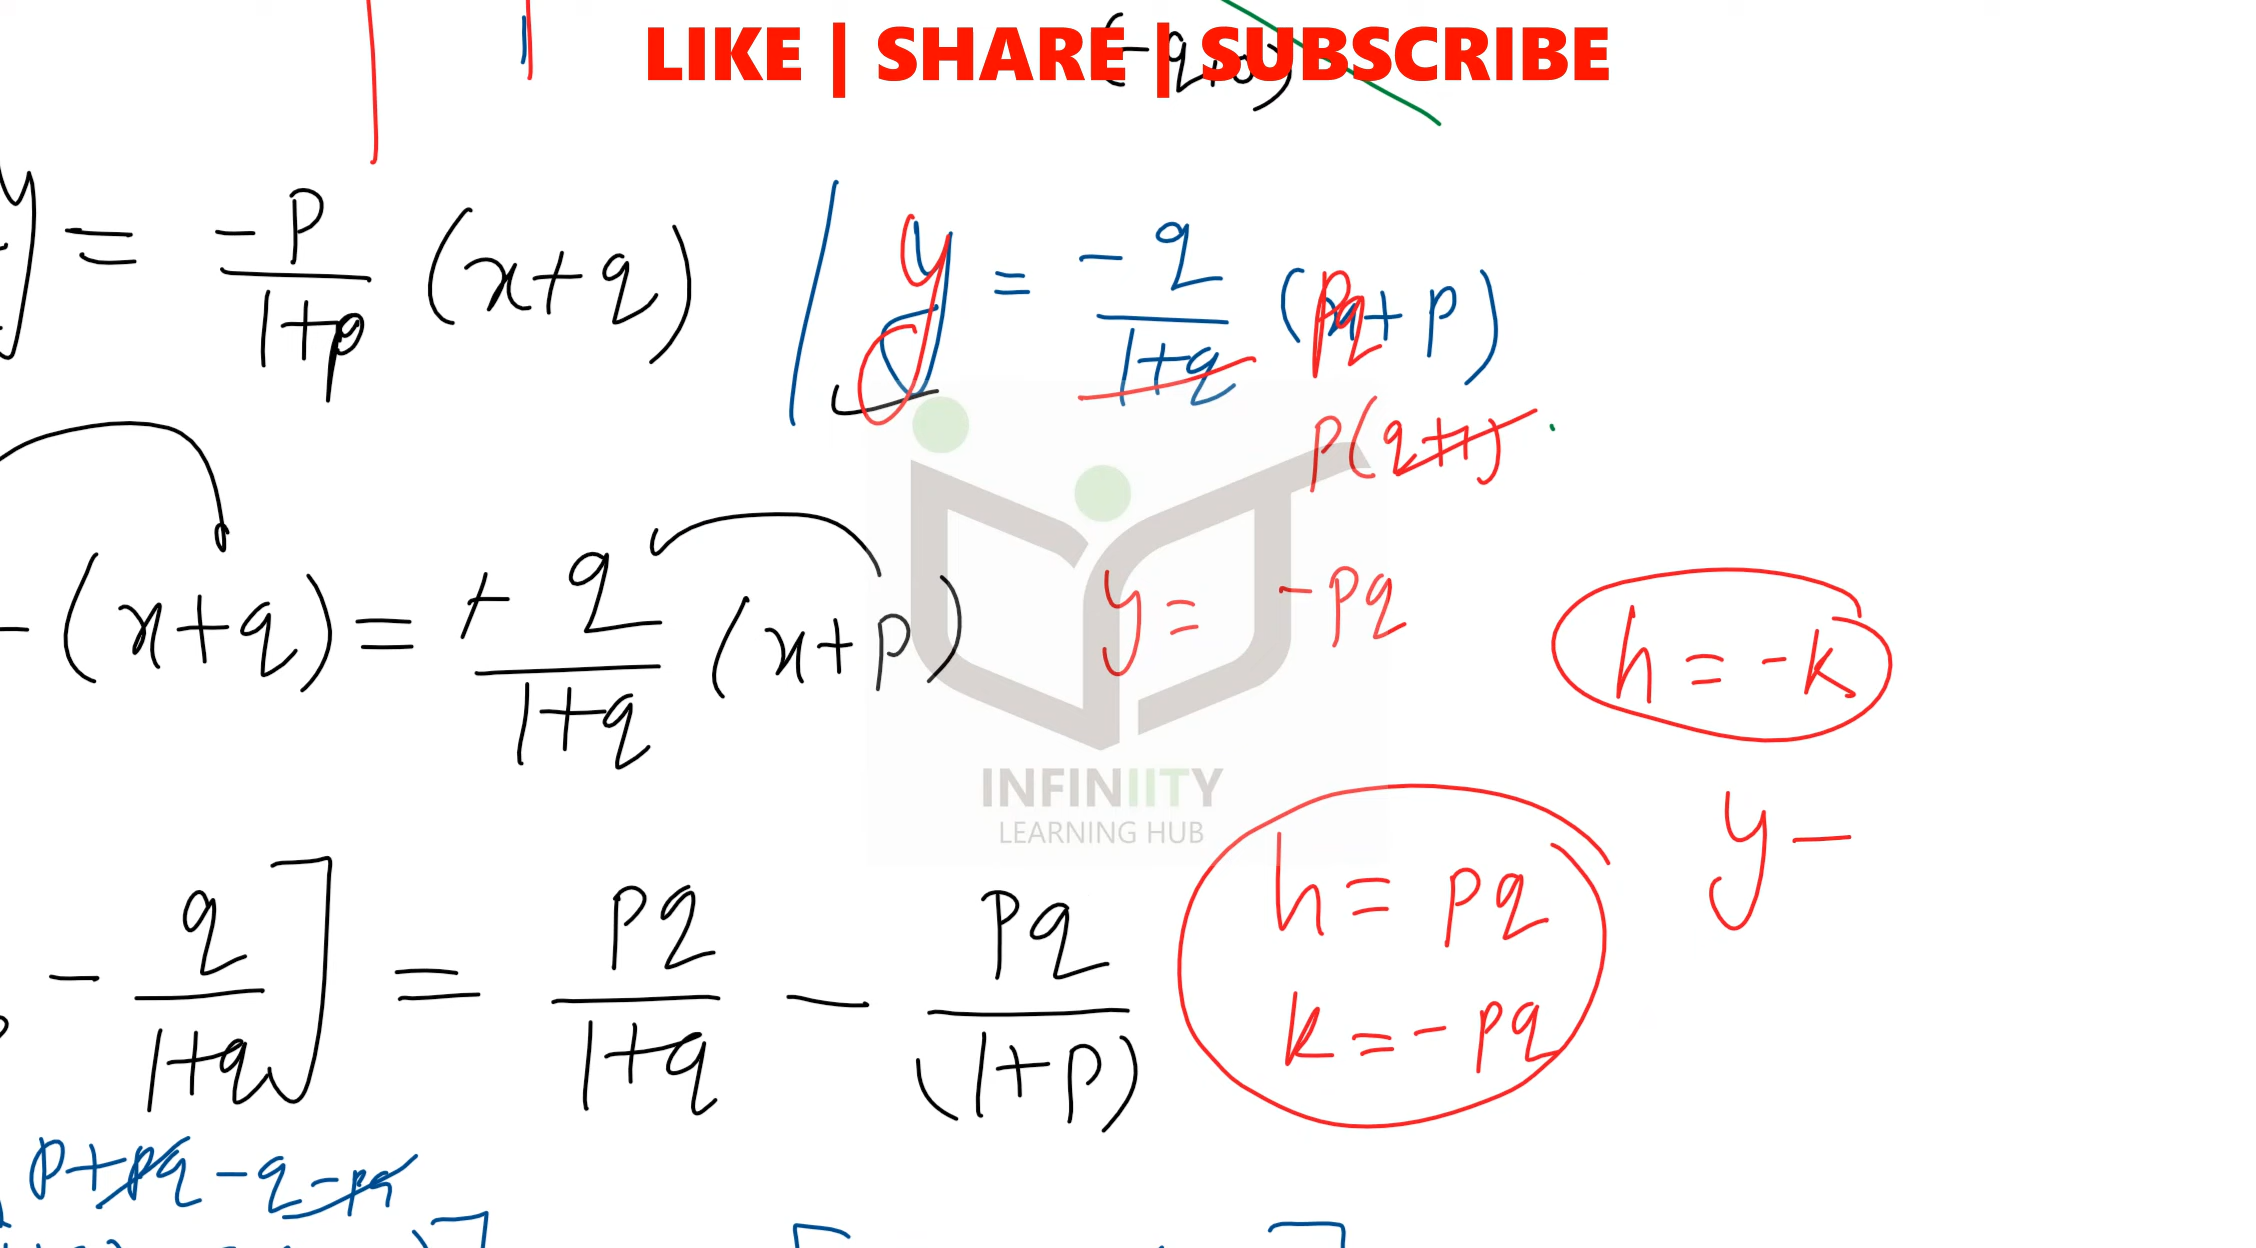 LIKE | SHARE | SUBSCRIBE
y = -p/(1+p) (x+q)
y = -q/(1+q) (pq+p)
p(q+1)
-(x+q) = + q/(1+q) (x+p)
y = -pq
h = -k
INFINIITY
LEARNING HUB
y -
- q/(1+q) ] = pq/(1+q) - pq/(1+p)
h = pq
k = -pq
p+pq-q-pq